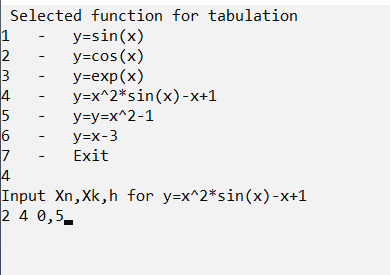 Selected function for tabulation
1 - y=sin(x)
2 - y=cos(x)
3 - y=exp(x)
4 - y=x^2*sin(x)-x+1
5 - y=y=x^2-1
6 - y=x-3
7 - Exit
4
Input Xn,Xk,h for y=x^2*sin(x)-x+1
2 4 0,5